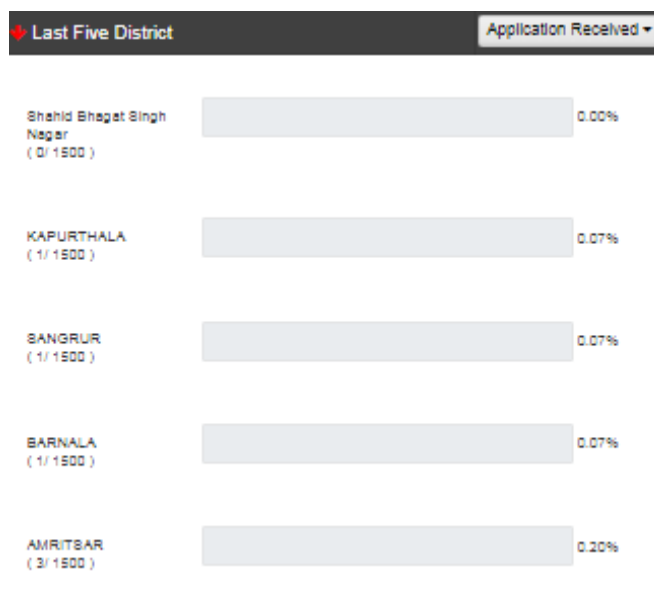 Last Five District
Application Received
Shahid Bhagat Singh
Nagar
( 0/ 1500 )
0.00%
KAPURTHALA
( 1/ 1500 )
0.07%
SANGRUR
( 1/ 1500 )
0.07%
BARNALA
( 1/ 1500 )
0.07%
AMRITSAR
( 3/ 1500 )
0.20%